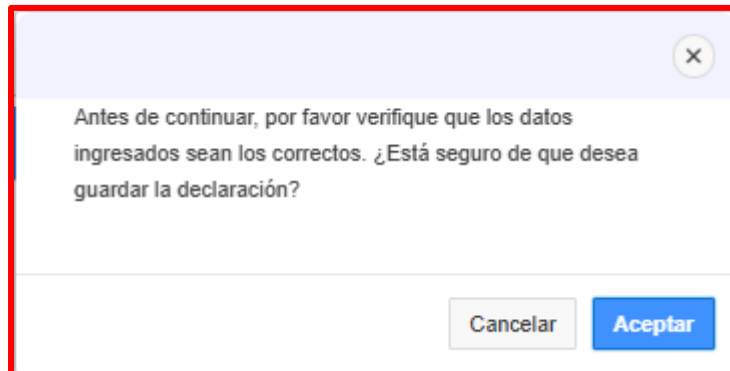 Antes de continuar, por favor verifique que los datos
ingresados sean los correctos. ¿Está seguro de que desea
guardar la declaración?
Cancelar Aceptar